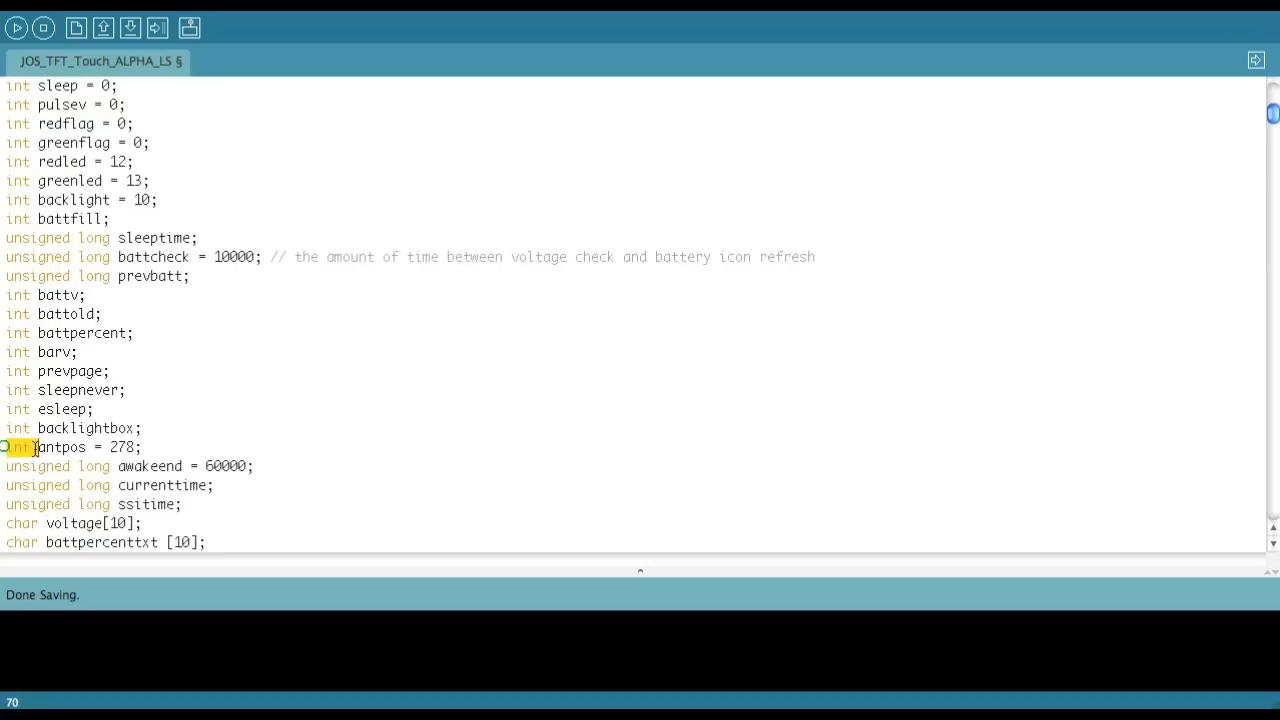 JOS_TFT_Touch_ALPHA_LS §
int sleep = 0;
int pulsev = 0;
int redflag = 0;
int greenflag = 0;
int redled = 12;
int greenled = 13;
int backlight = 10;
int battfill;
unsigned long sleeptime;
unsigned long battcheck = 10000; // the amount of time between voltage check and battery icon refresh
unsigned long prevbatt;
int battv;
int battold;
int battpercent;
int barv;
int prevpage;
int sleepnever;
int esleep;
int backlightbox;
int antpos = 278;
unsigned long awakeend = 60000;
unsigned long currenttime;
unsigned long ssitime;
char voltage[10];
char battpercenttxt [10];
Done Saving.
70